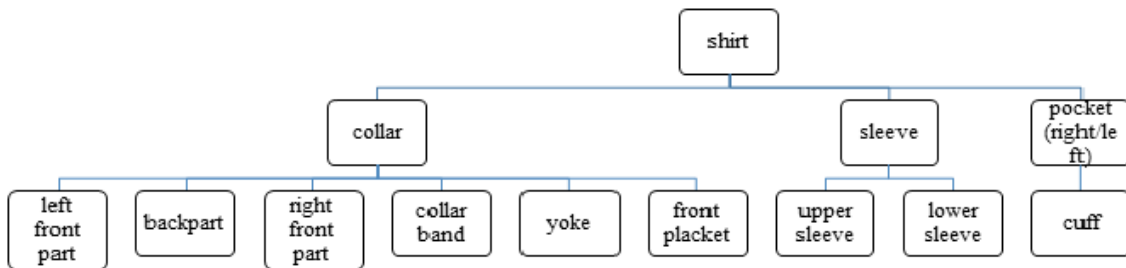 shirt
collar
sleeve
pocket
(right/le
ft)
left
front
part
backpart
right
front
part
collar
band
yoke
front
placket
upper
sleeve
lower
sleeve
cuff